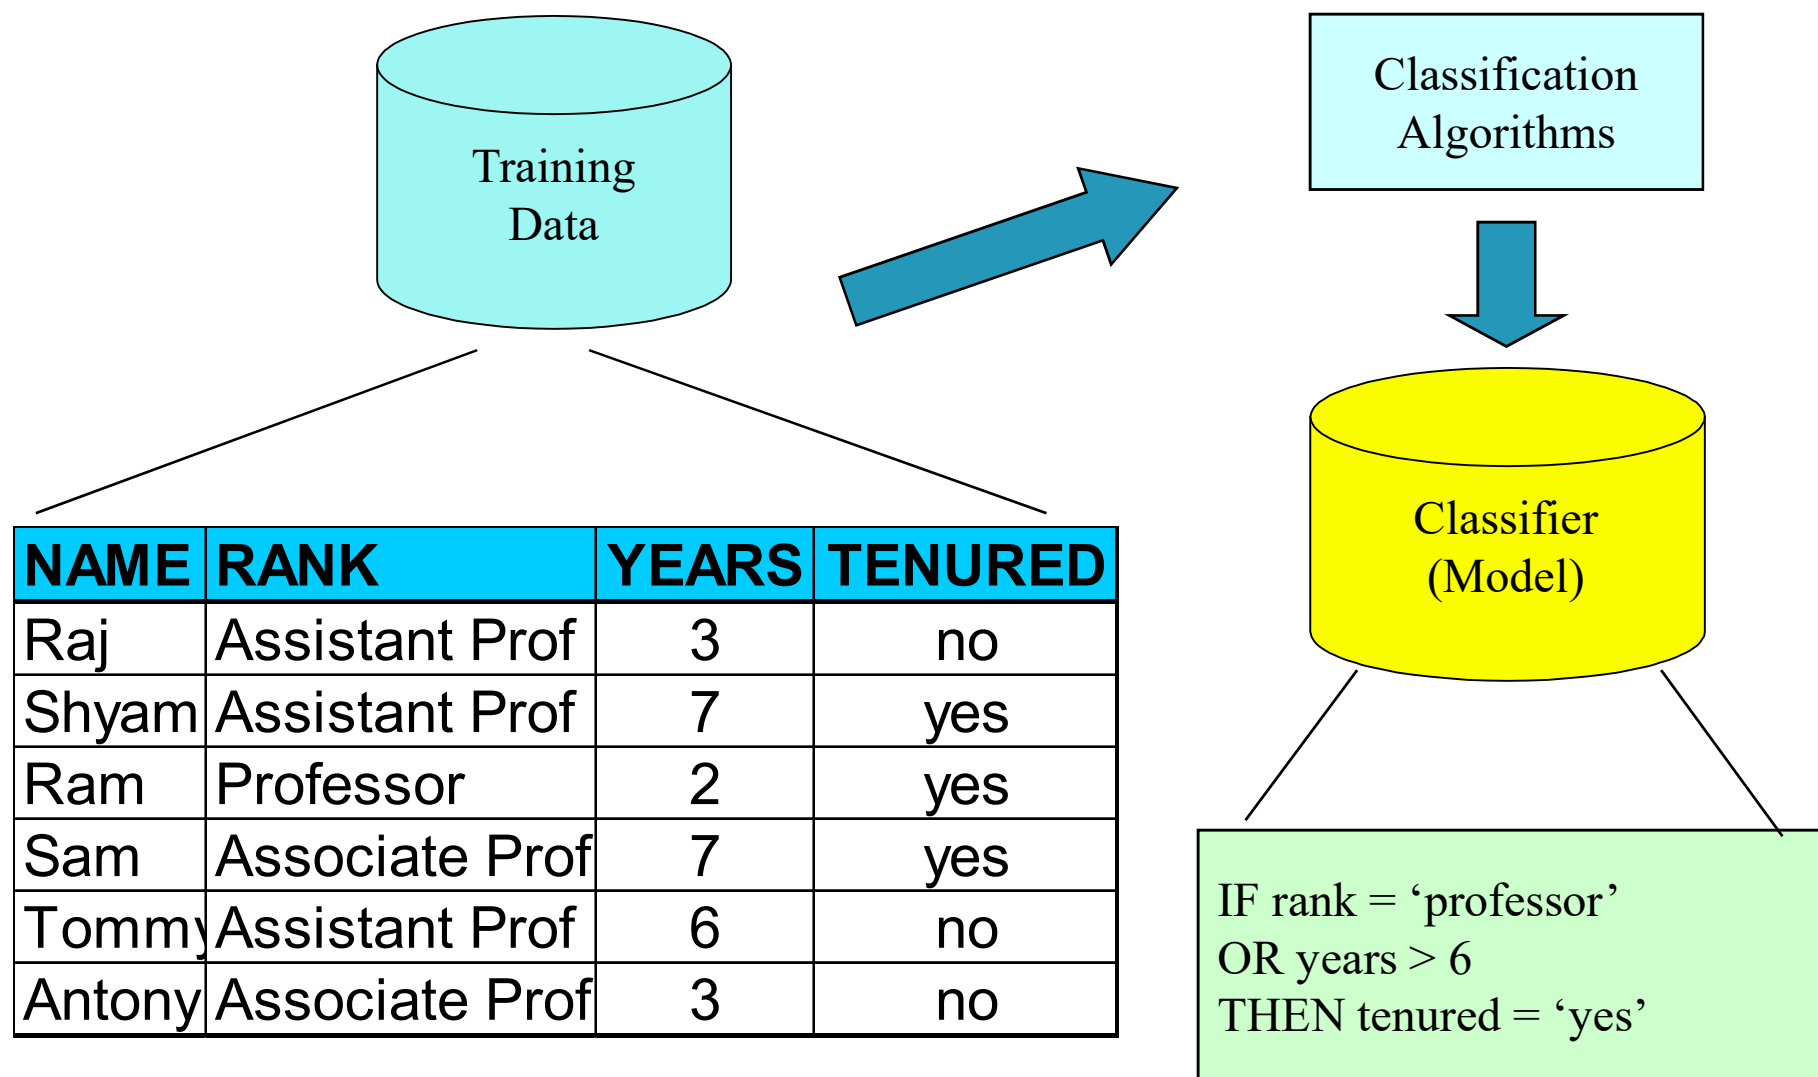 Training
Data
Classification
Algorithms
Classifier
(Model)
NAME RANK YEARS TENURED
Raj Assistant Prof 3 no
Shyam Assistant Prof 7 yes
Ram Professor 2 yes
Sam Associate Prof 7 yes
Tommy Assistant Prof 6 no
Antony Associate Prof 3 no
IF rank = ‘professor’
OR years > 6
THEN tenured = ‘yes’